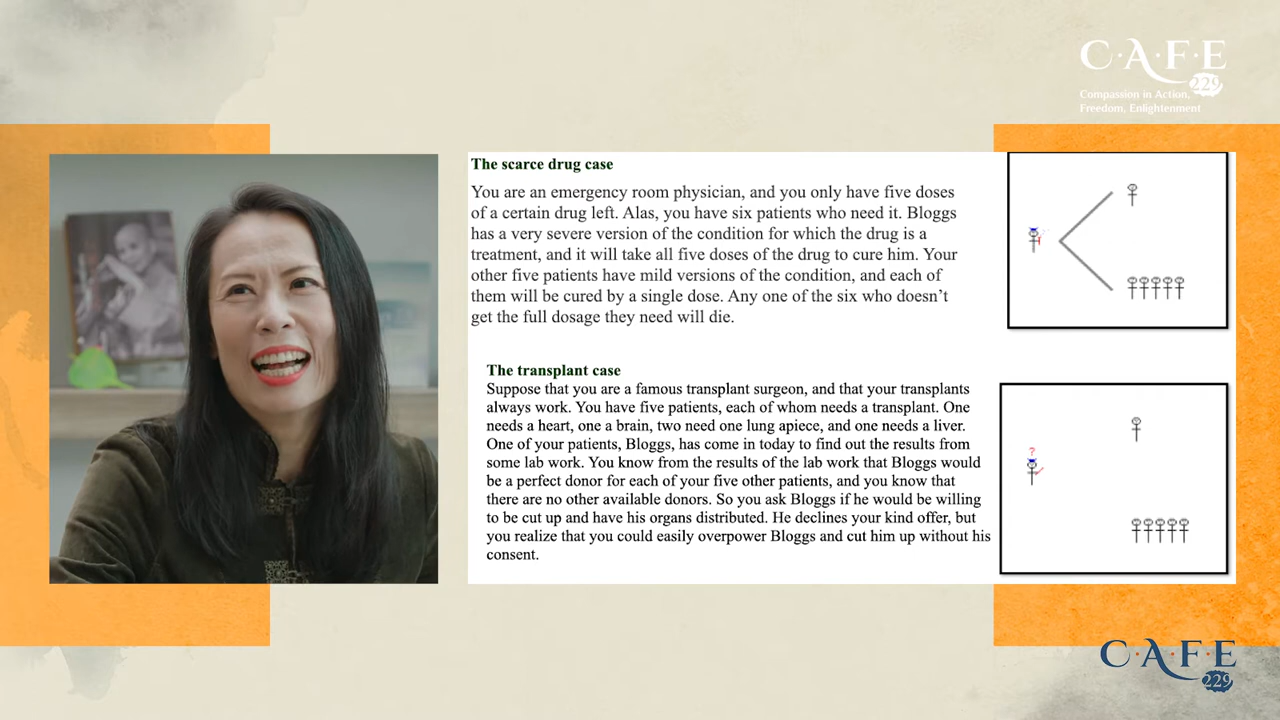 C·A·F·E
229
Compassion in Action,
Freedom, Enlightenment
The scarce drug case
You are an emergency room physician, and you only have five doses
of a certain drug left. Alas, you have six patients who need it. Bloggs
has a very severe version of the condition for which the drug is a
treatment, and it will take all five doses of the drug to cure him. Your
other five patients have mild versions of the condition, and each of
them will be cured by a single dose. Any one of the six who doesn't
get the full dosage they need will die.
The transplant case
Suppose that you are a famous transplant surgeon, and that your transplants
always work. You have five patients, each of whom needs a transplant. One
needs a heart, one a brain, two need one lung apiece, and one needs a liver.
One of your patients, Bloggs, has come in today to find out the results from
some lab work. You know from the results of the lab work that Bloggs would
be a perfect donor for each of your five other patients, and you know that
there are no other available donors. So you ask Bloggs if he would be willing
to be cut up and have his organs distributed. He declines your kind offer, but
you realize that you could easily overpower Bloggs and cut him up without his
consent.
?
C·A·F·E
229